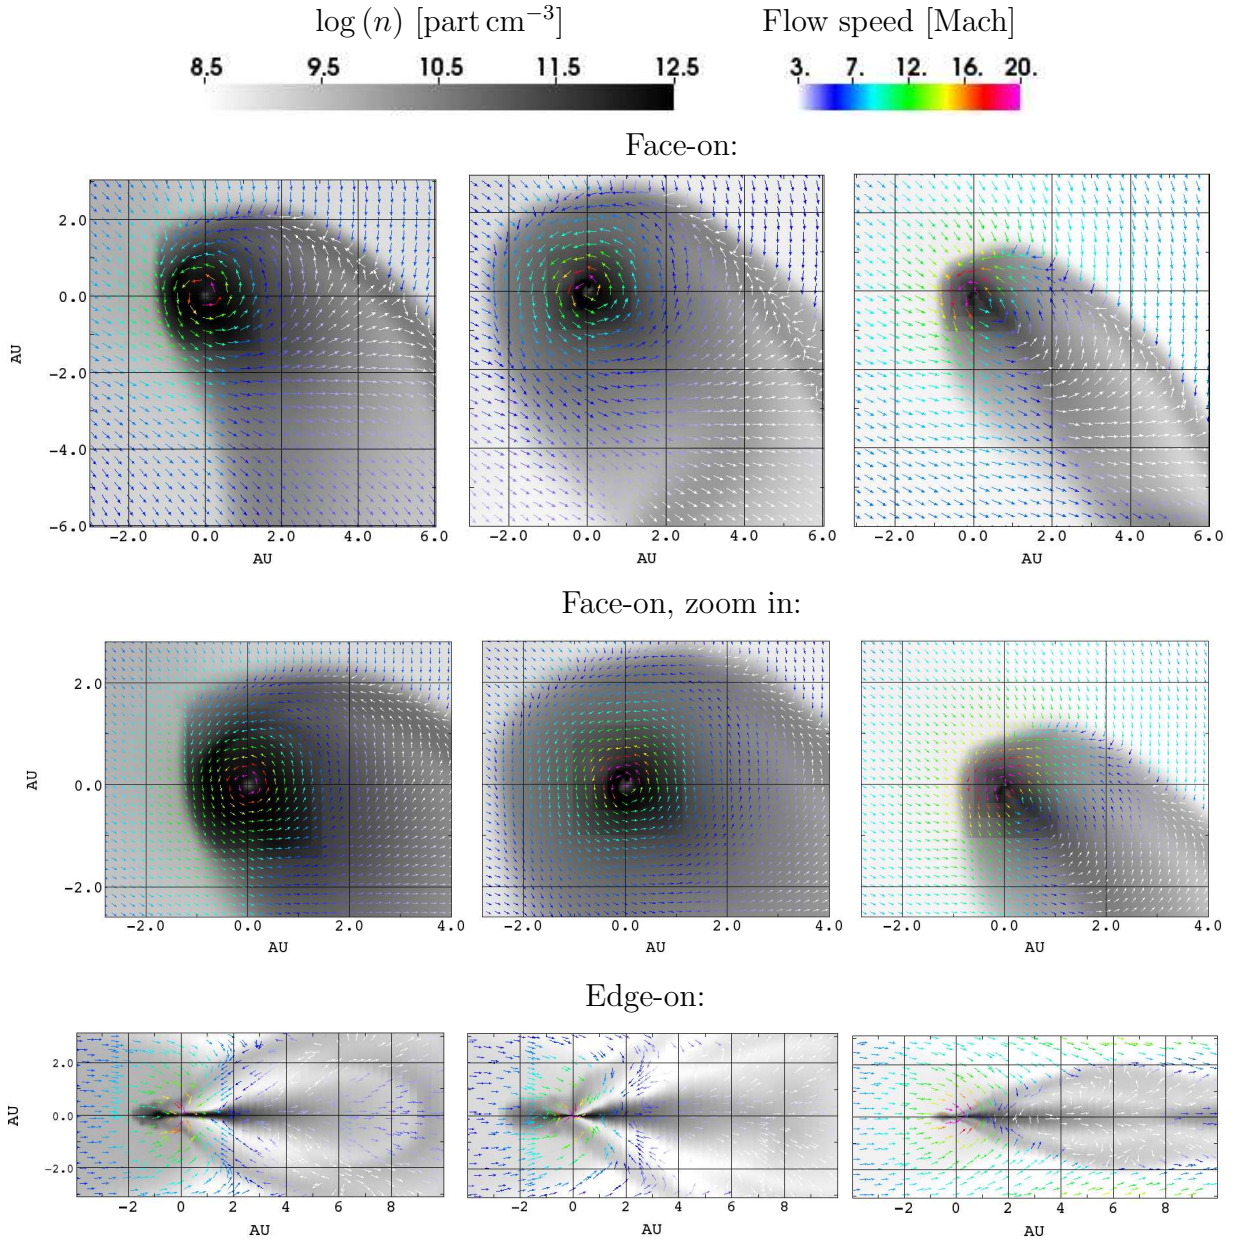 log (n) [part cm⁻³] Flow speed [Mach]
8.5 9.5 10.5 11.5 12.5 3. 7. 12. 16. 20.
Face-on:
2.0
0.0
-2.0
-4.0
-6.0
AU
-2.0 0.0 2.0 4.0 6.0 -2.0 0.0 2.0 4.0 6.0 -2.0 0.0 2.0 4.0 6.0
AU AU AU
Face-on, zoom in:
2.0
0.0
-2.0
AU
-2.0 0.0 2.0 4.0 -2.0 0.0 2.0 4.0 -2.0 0.0 2.0 4.0
AU AU AU
Edge-on:
2.0
0.0
-2.0
AU
-2 0 2 4 6 8 -2 0 2 4 6 8 -2 0 2 4 6 8
AU AU AU